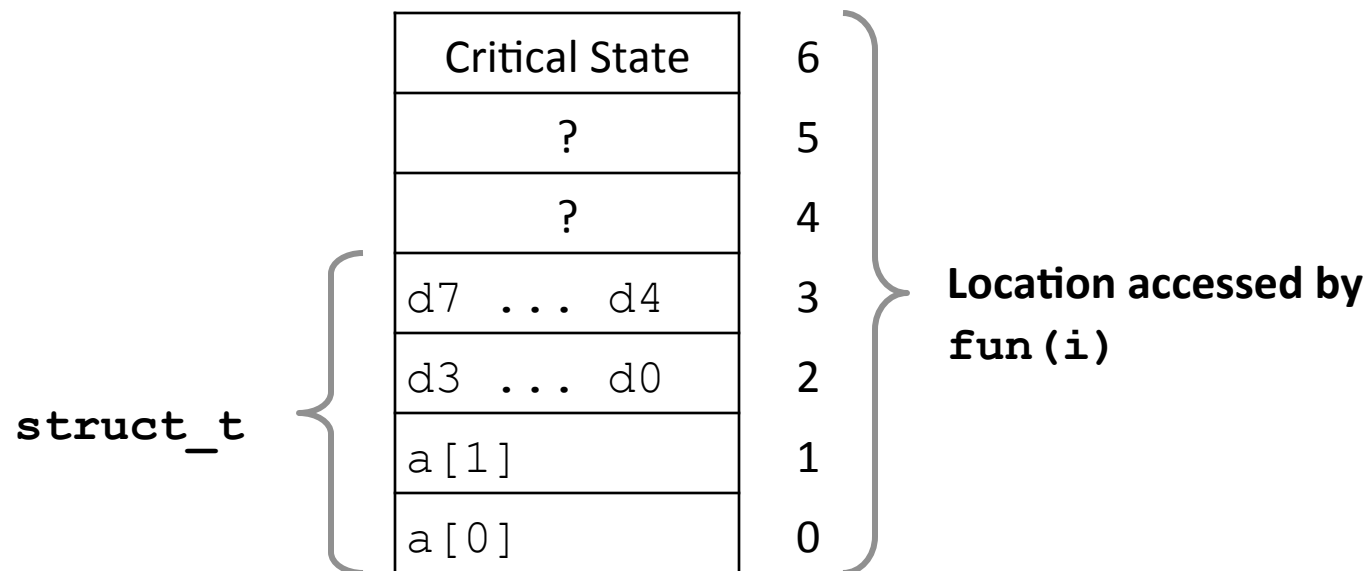 Critical State 6
? 5
? 4
d7 ... d4 3
d3 ... d0 2
a[1] 1
a[0] 0
struct_t
Location accessed by
fun(i)